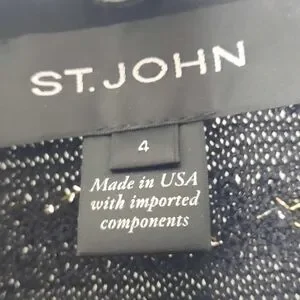 ST. JOHN
4
Made in USA
with imported
components